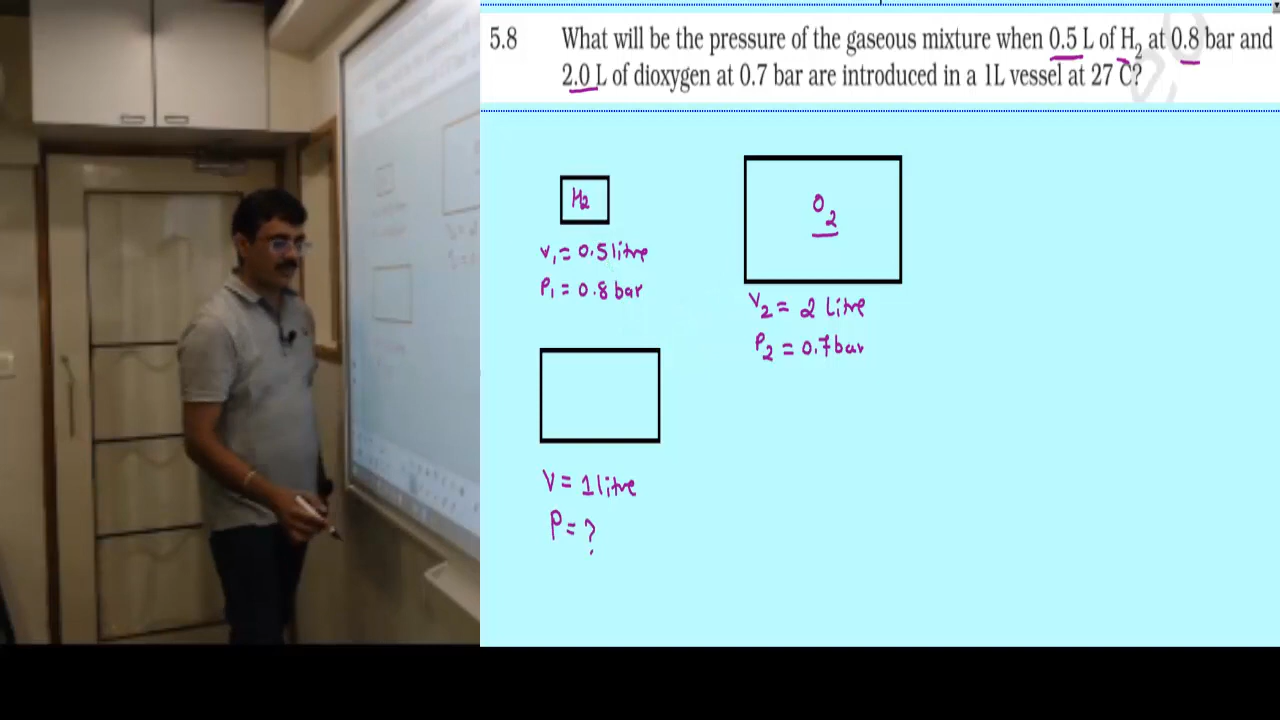 5.8 What will be the pressure of the gaseous mixture when 0.5 L of H₂ at 0.8 bar and
2.0 L of dioxygen at 0.7 bar are introduced in a 1L vessel at 27 C?
H₂
O₂
V₁ = 0.5 litre
P₁ = 0.8 bar
V₂ = 2 Litre
P₂ = 0.7 bar
V = 1 litre
P = ?